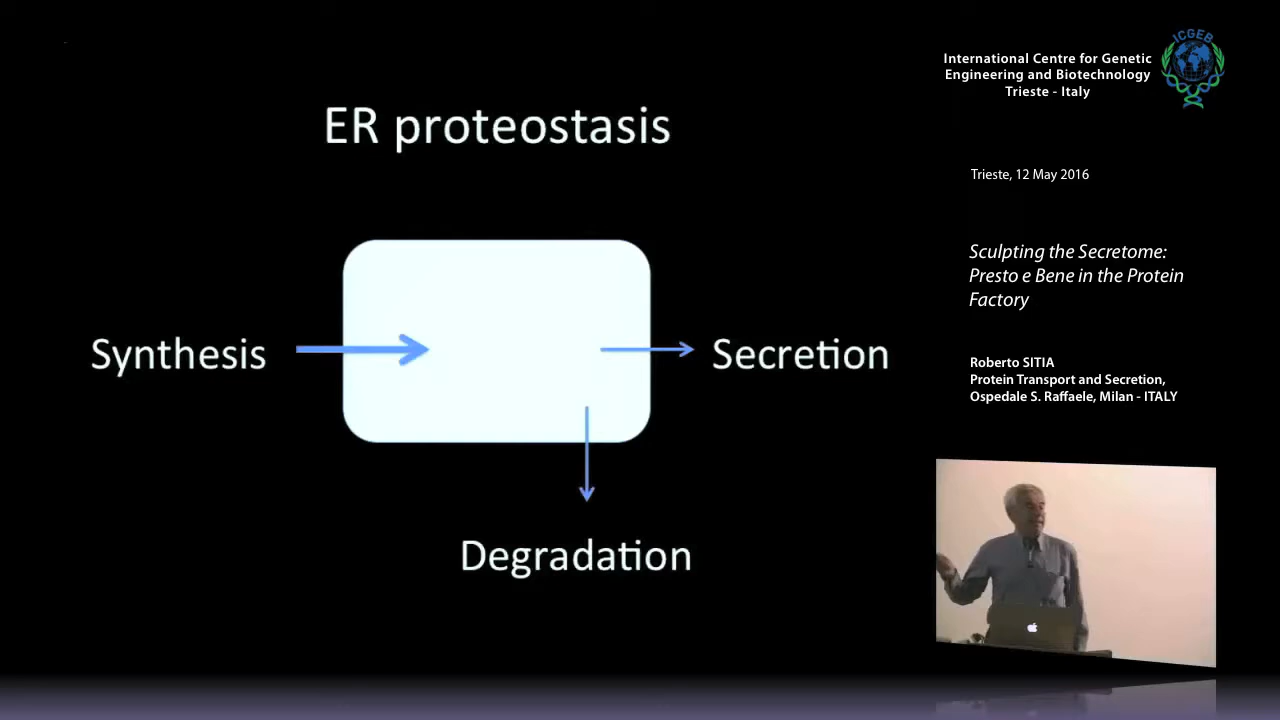 ER proteostasis
Synthesis
Secretion
Degradation
ICGEB
International Centre for Genetic
Engineering and Biotechnology
Trieste - Italy
Trieste, 12 May 2016
Sculpting the Secretome:
Presto e Bene in the Protein
Factory
Roberto SITIA
Protein Transport and Secretion,
Ospedale S. Raffaele, Milan - ITALY